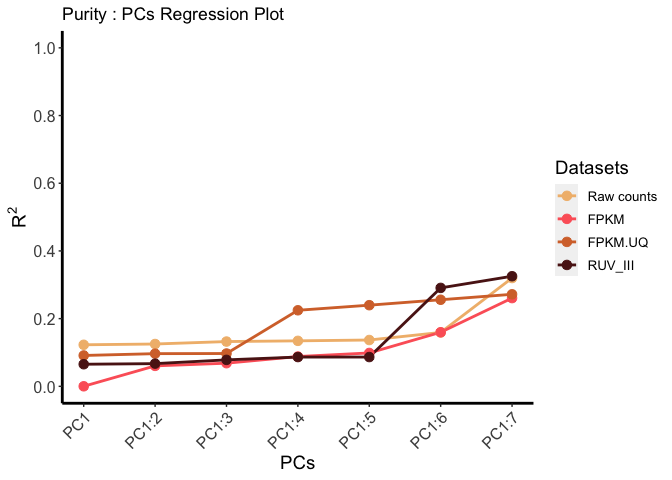 Purity : PCs Regression Plot
1.0
0.8
0.6
0.4
0.2
0.0
R²
PC1
PC1:2
PC1:3
PC1:4
PC1:5
PC1:6
PC1:7
PCs
Datasets
Raw counts
FPKM
FPKM.UQ
RUV_III